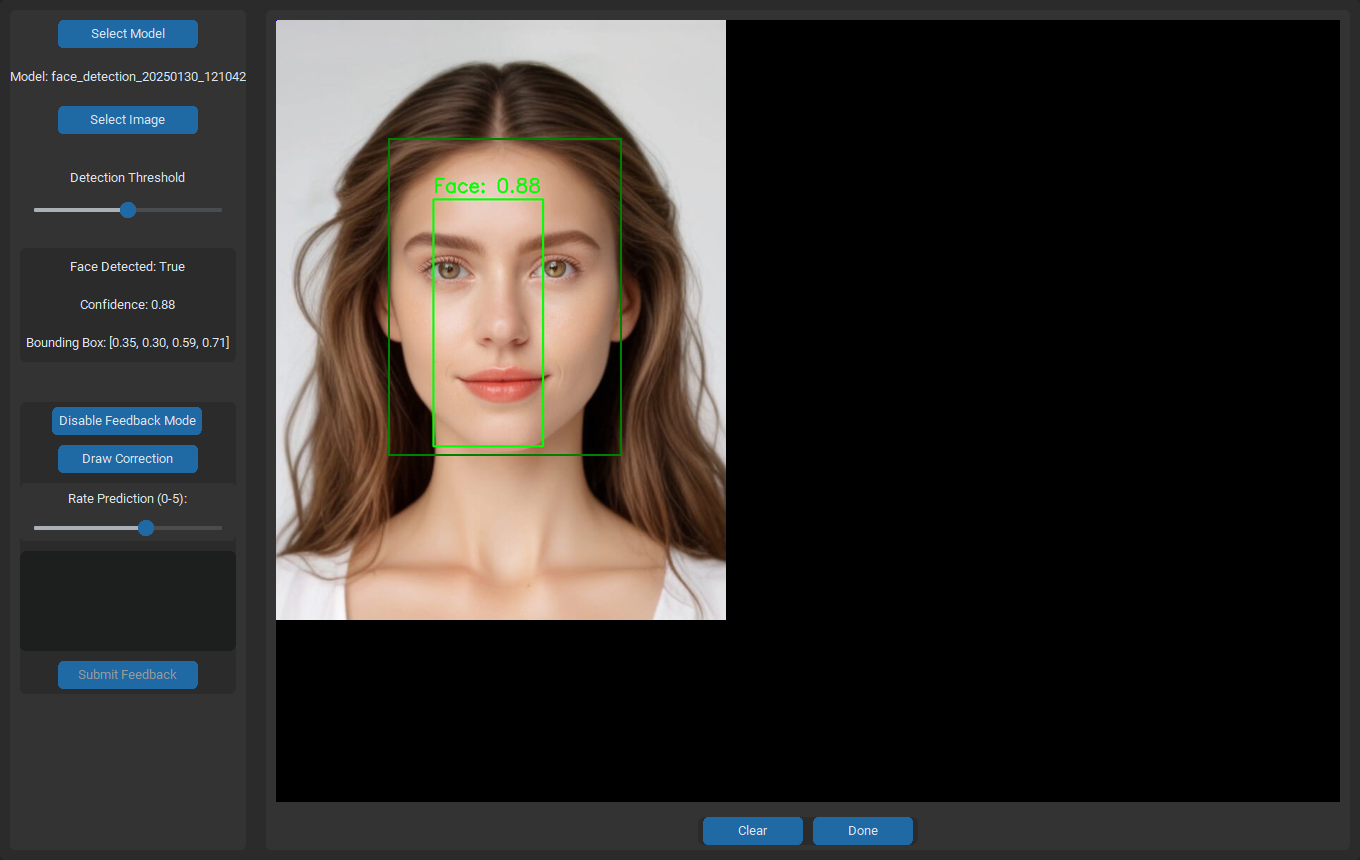 Select Model
Model: face_detection_20250130_121042
Select Image
Detection Threshold
Face Detected: True
Confidence: 0.88
Bounding Box: [0.35, 0.30, 0.59, 0.71]
Disable Feedback Mode
Draw Correction
Rate Prediction (0-5):
Submit Feedback
Face: 0.88
Clear
Done